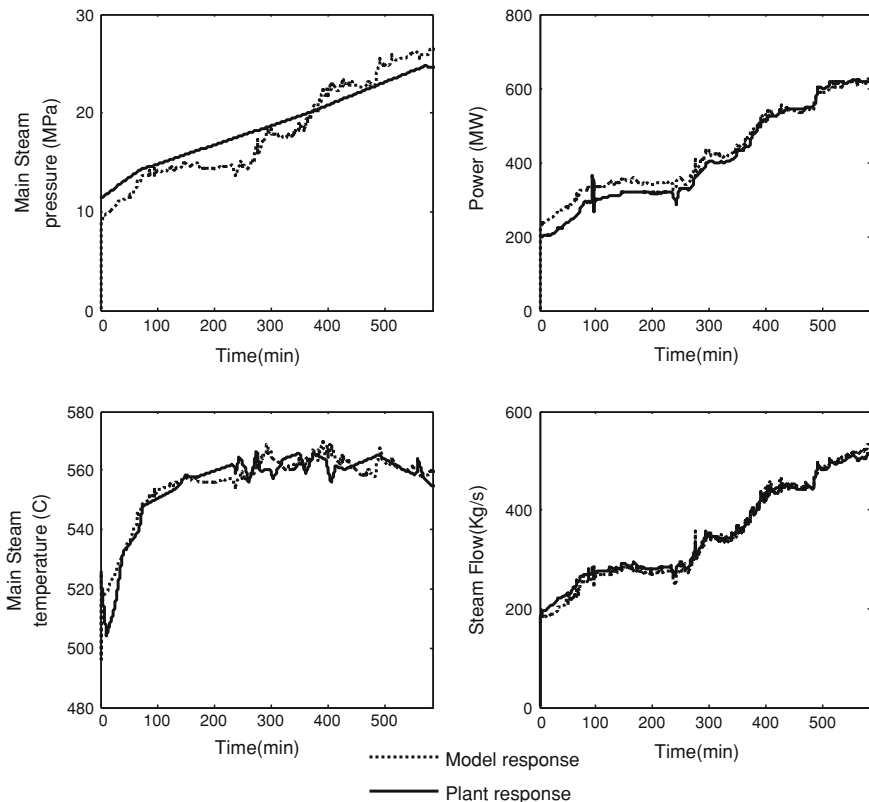 30
20
10
0
Main Steam
pressure (MPa)
0 100 200 300 400 500
Time(min)
800
600
400
200
0
Power (MW)
0 100 200 300 400 500
Time(min)
580
560
540
520
500
480
Main Steam
temperature (C)
0 100 200 300 400 500
Time(min)
600
400
200
0
Steam Flow(Kg/s)
0 100 200 300 400 500
Time(min)
Model response
Plant response